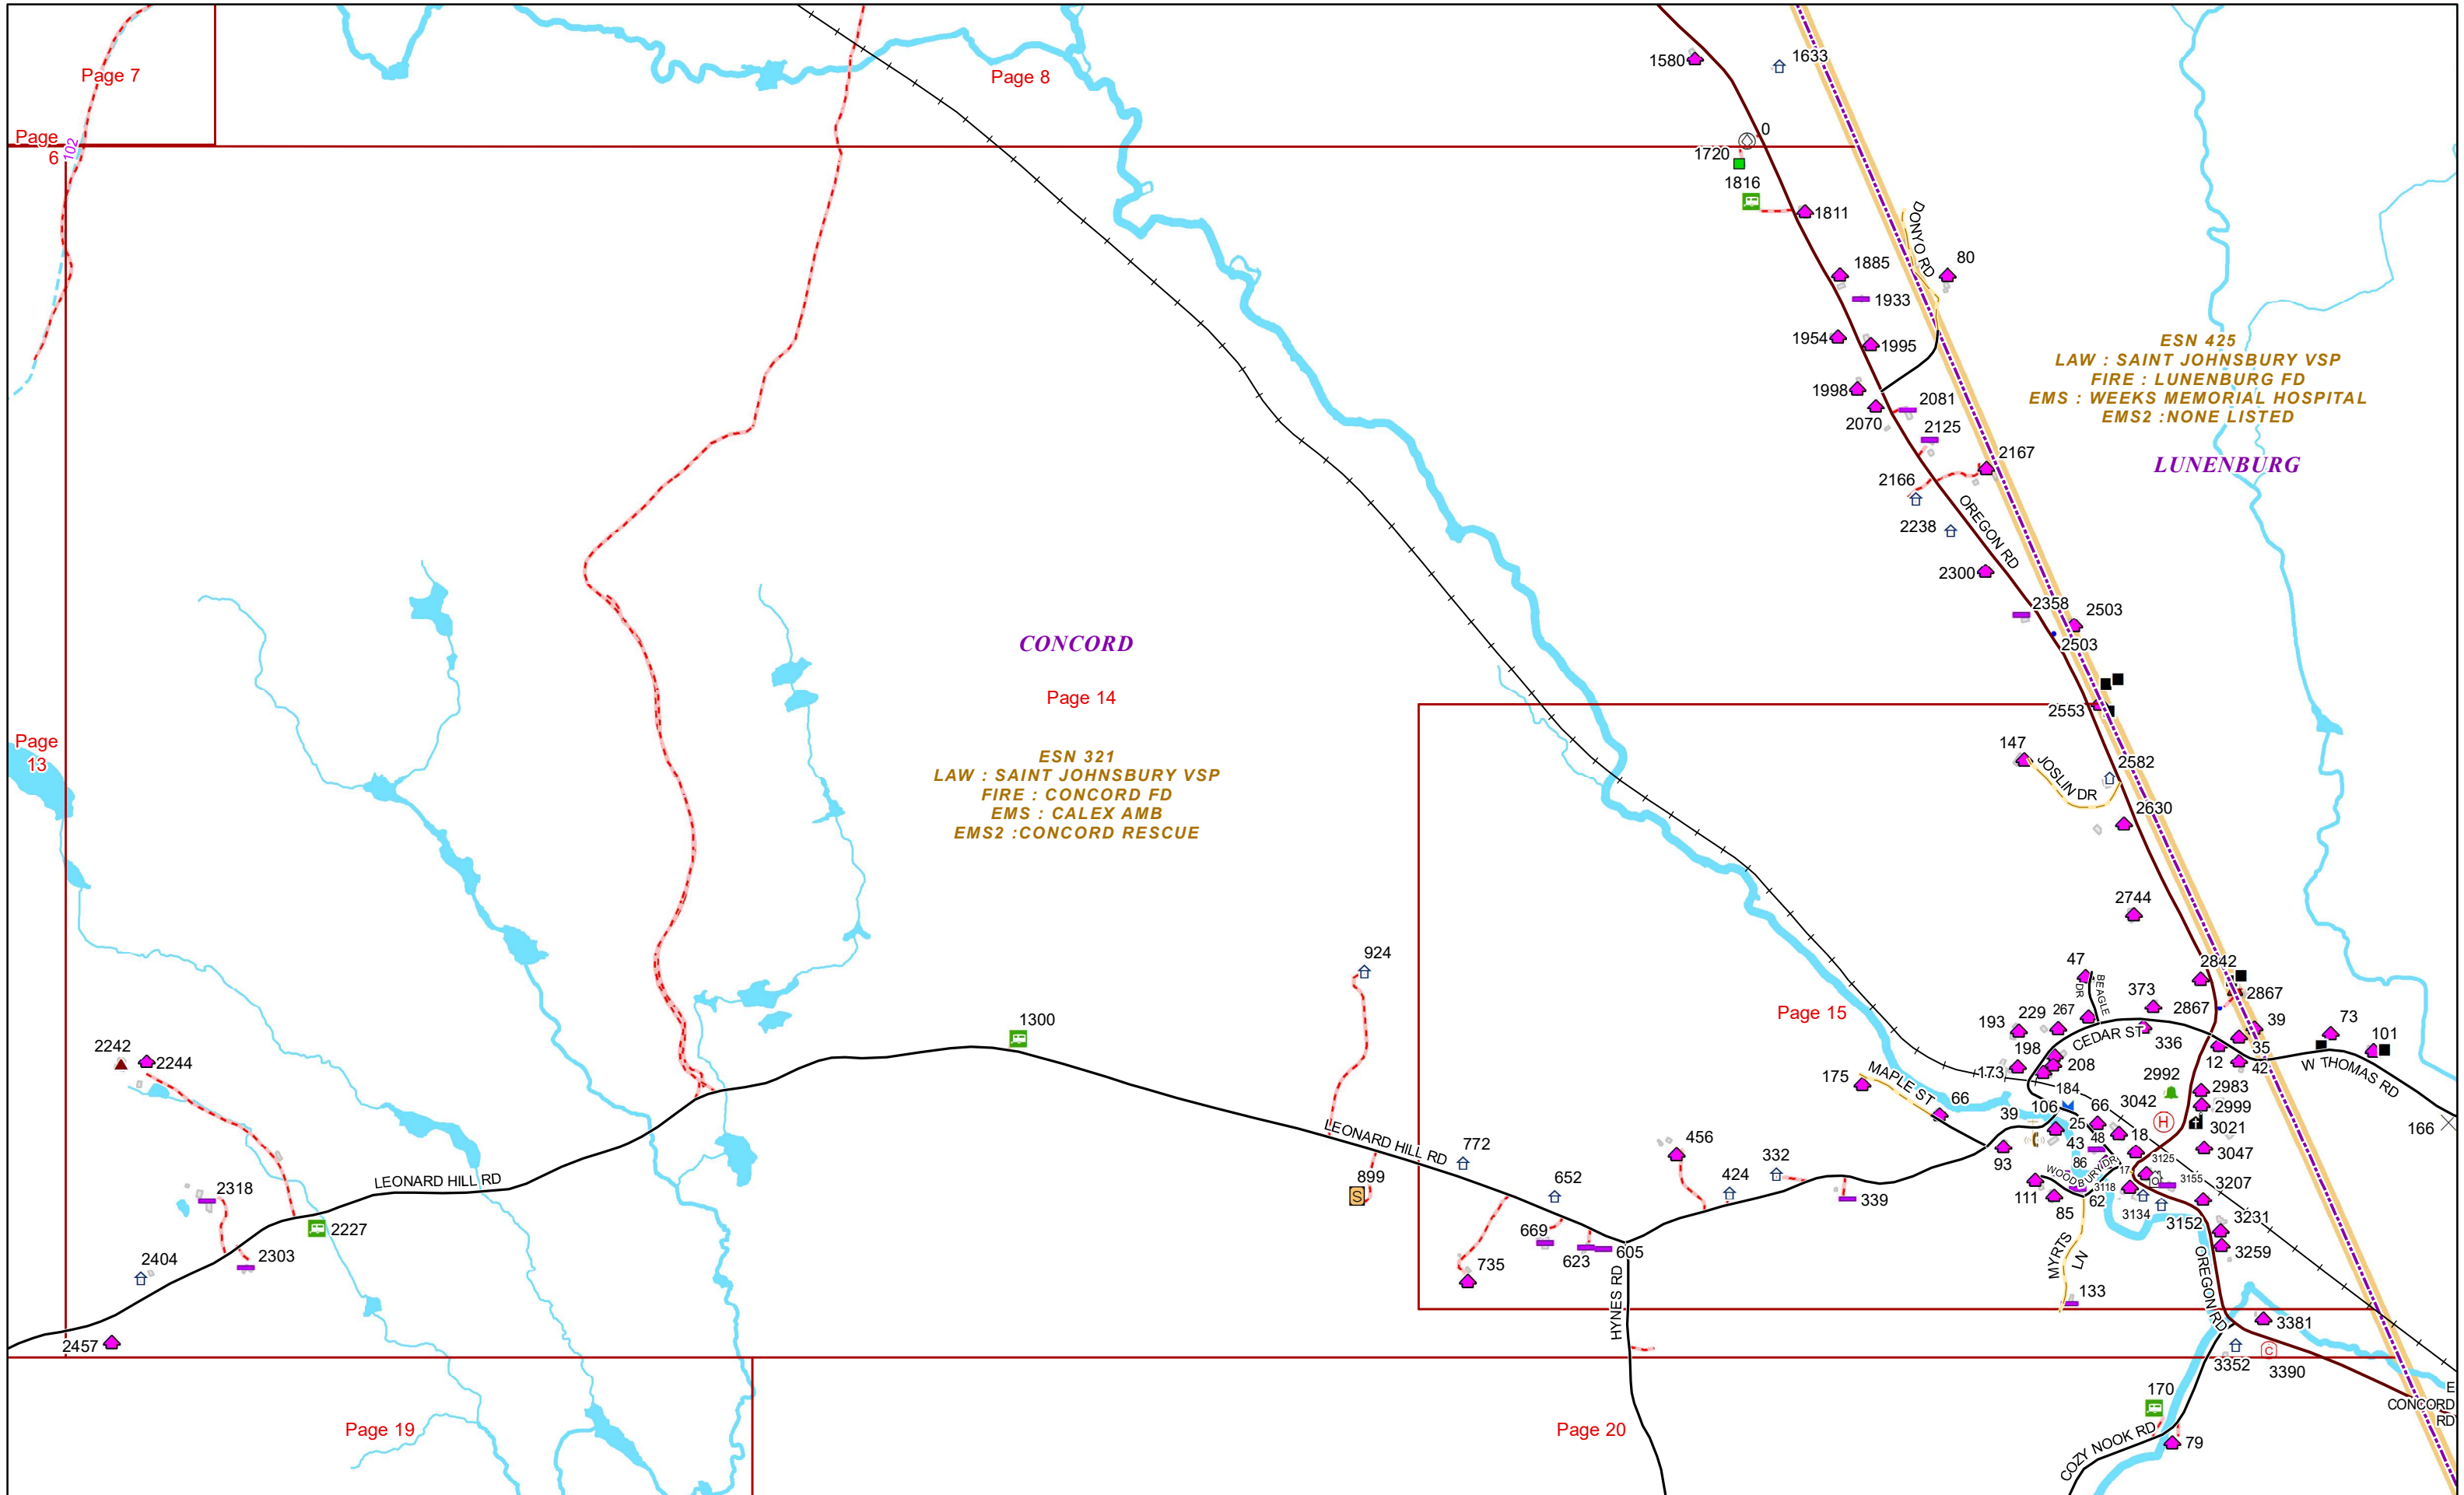 Page 7
Page 8
1580
1633
Page
6
102
0
1720
1816
1811
DONYO RD
1885
80
1933
1954
1995
ESN 425
LAW : SAINT JOHNSBURY VSP
FIRE : LUNENBURG FD
EMS : WEEKS MEMORIAL HOSPITAL
EMS2 :NONE LISTED
1998
2081
2070
2125
LUNENBURG
2167
2166
OREGON RD
2238
2300
2358
2503
2503
CONCORD
Page 14
2553
Page
13
ESN 321
LAW : SAINT JOHNSBURY VSP
FIRE : CONCORD FD
EMS : CALEX AMB
EMS2 :CONCORD RESCUE
147
JOSLIN DR
2582
2630
2744
924
47
BEAGLE
DR
2842
373
2867
2867
Page 15
193
229
267
CEDAR ST
336
39
73
101
1300
2242
2244
198
208
173
12
35
42
W THOMAS RD
175
MAPLE ST
66
184
2992
2983
2999
39
106
66
3042
H
3021
166
LEONARD HILL RD
772
456
93
25
43
48
18
3047
332
86
WOODBURY DR
17
3125
899
S
652
424
339
111
85
62
3118
3155
3134
3152
3207
3231
3259
LEONARD HILL RD
2318
2227
2404
2303
669
623
605
735
HYNES RD
MYRTS
LN
133
OREGON RD
3381
2457
3352
C
3390
E
CONCORD
RD
170
Page 19
Page 20
COZY NOOK RD
79